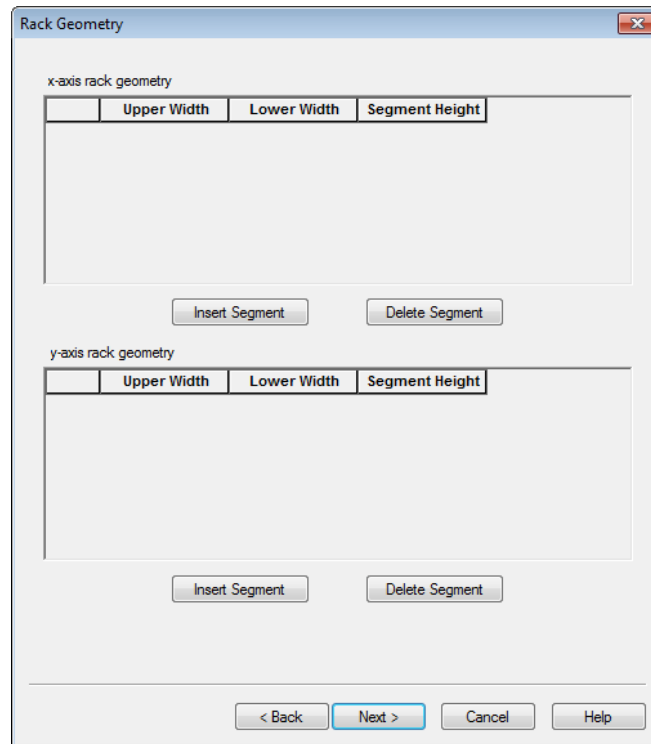 Rack Geometry
x-axis rack geometry
Upper Width Lower Width Segment Height
Insert Segment Delete Segment
y-axis rack geometry
Upper Width Lower Width Segment Height
Insert Segment Delete Segment
< Back Next > Cancel Help